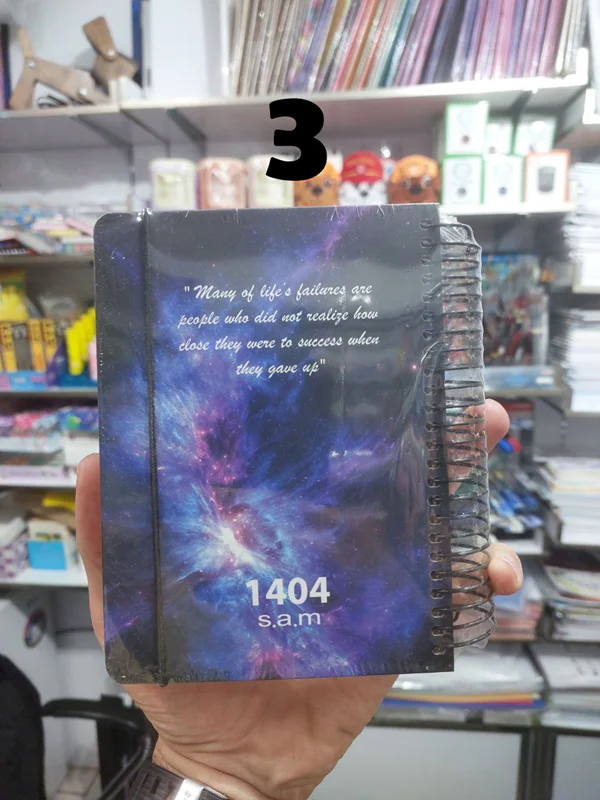 3
" Many of life's failures are
people who did not realize how
close they were to success when
they gave up"
1404
s.a.m